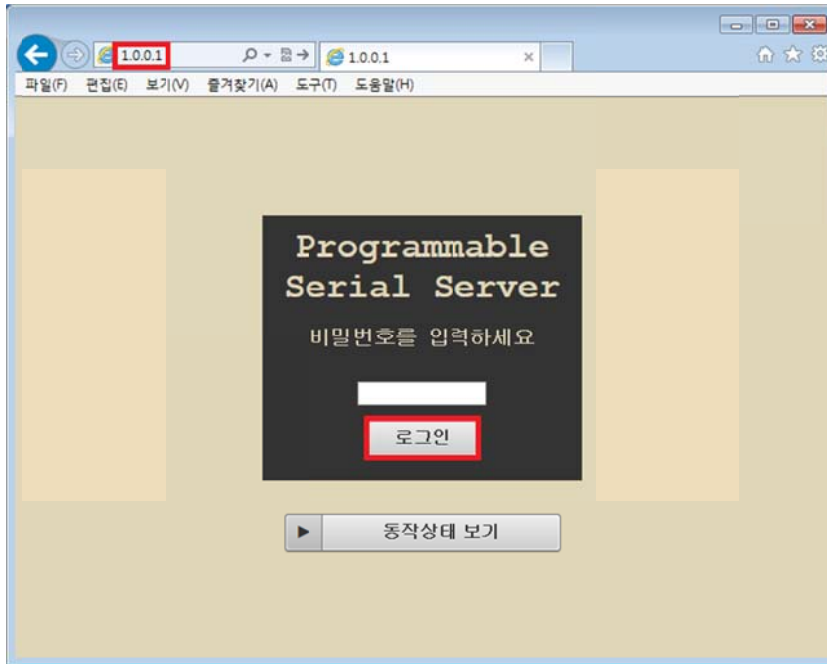 1.0.0.1
1.0.0.1
파일(F) 편집(E) 보기(V) 즐겨찾기(A) 도구(T) 도움말(H)
Programmable
Serial Server
비밀번호를 입력하세요
로그인
동작상태 보기